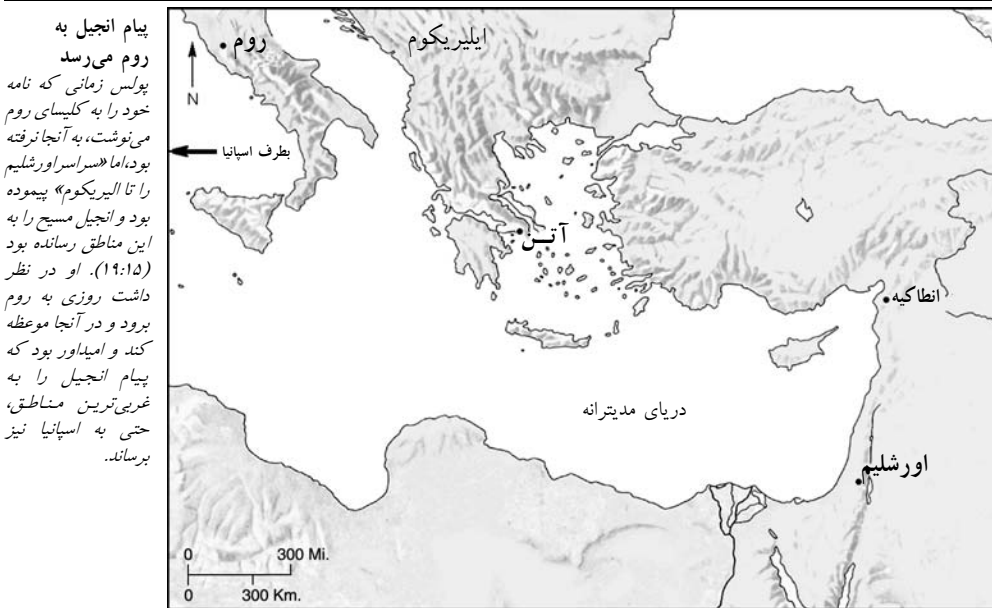 پیام انجیل به
روم می‌رسد
پولس زمانی که نامه
خود را به کلیسای روم
می‌نوشت، به آنجا نرفته
بود، اما «سراسر اورشلیم
را تا الیریکوم» پیموده
بود و انجیل مسیح را به
این مناطق رسانده بود
(۱۹:۱۵). او در نظر
داشت روزی به روم
برود و در آنجا موعظه
کند و امیداور بود که
پیام انجیل را به
غربی‌ترین مناطق،
حتی به اسپانیا نیز
برساند.
ایلیریکوم
روم
N
بطرف اسپانیا
آتن
انطاکیه
دریای مدیترانه
اورشلیم
0 300 Mi.
0 300 Km.